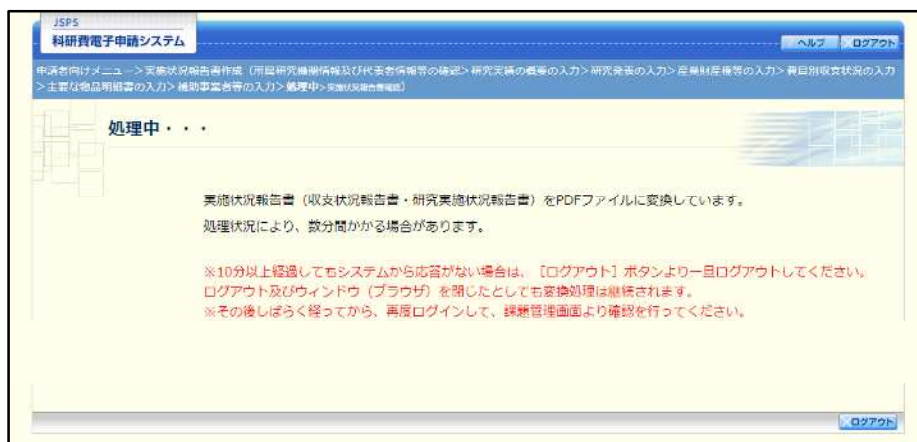 JSPS
科研費電子申請システム
ヘルプ ログアウト
申請者向けメニュー>実施状況報告書作成（所属研究機関情報及び代表者情報等の確認>研究実績の概要の入力>研究発表の入力>産業財産権等の入力>費目別収支状況の入力
>主要な物品明細書の入力>補助事業者等の入力>処理中>実施状況報告書確認）
処理中・・・
実施状況報告書（収支状況報告書・研究実施状況報告書）をPDFファイルに変換しています。
処理状況により、数分間かかる場合があります。
※10分以上経過してもシステムから応答がない場合は、［ログアウト］ボタンより一旦ログアウトしてください。
ログアウト及びウィンドウ（ブラウザ）を閉じたとしても変換処理は継続されます。
※その後しばらく経ってから、再度ログインして、課題管理画面より確認を行ってください。
ログアウト